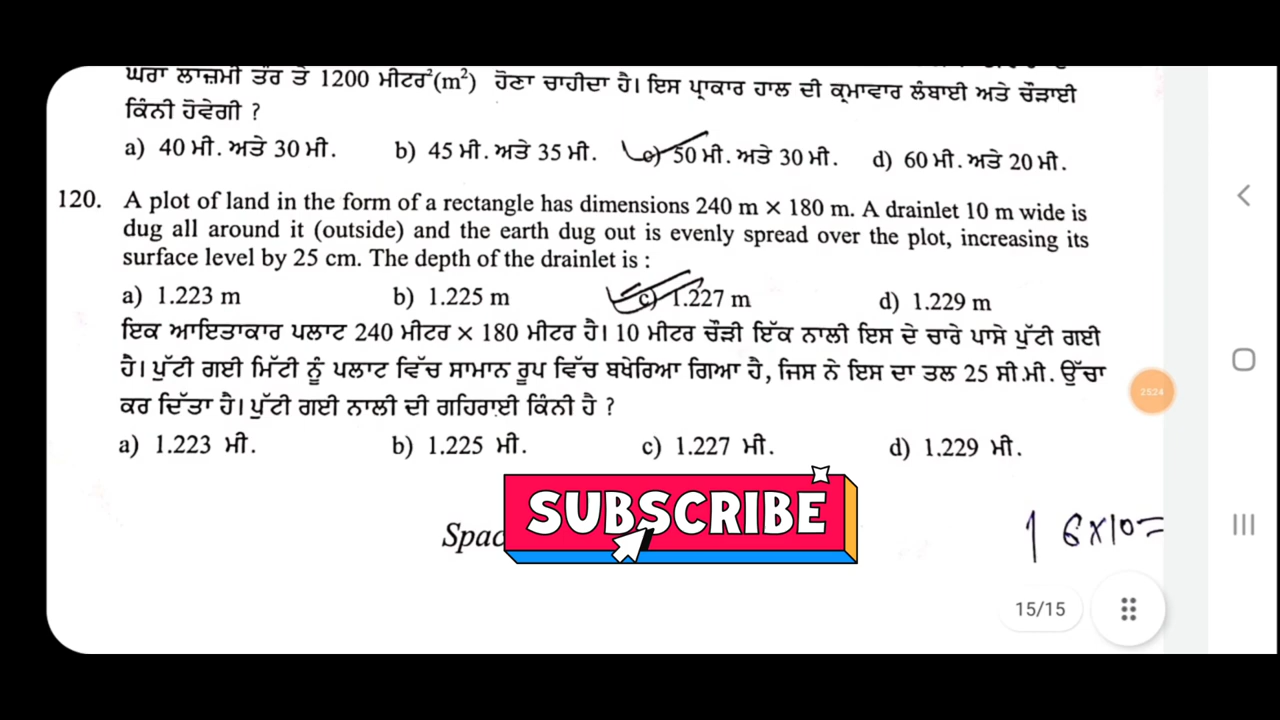 ਘਰਾ ਲਾਜ਼ਮੀ ਤੌਰ ਤੇ 1200 ਮੀਟਰ²(m²) ਹੋਣਾ ਚਾਹੀਦਾ ਹੈ। ਇਸ ਪ੍ਰਾਕਾਰ ਹਾਲ ਦੀ ਕ੍ਰਮਾਵਾਰ ਲੰਬਾਈ ਅਤੇ ਚੌੜਾਈ
ਕਿੰਨੀ ਹੋਵੇਗੀ ?
a) 40 ਮੀ. ਅਤੇ 30 ਮੀ. b) 45 ਮੀ. ਅਤੇ 35 ਮੀ. c) 50 ਮੀ. ਅਤੇ 30 ਮੀ. d) 60 ਮੀ. ਅਤੇ 20 ਮੀ.
120. A plot of land in the form of a rectangle has dimensions 240 m × 180 m. A drainlet 10 m wide is
dug all around it (outside) and the earth dug out is evenly spread over the plot, increasing its
surface level by 25 cm. The depth of the drainlet is :
a) 1.223 m b) 1.225 m c) 1.227 m d) 1.229 m
ਇਕ ਆਇਤਾਕਾਰ ਪਲਾਟ 240 ਮੀਟਰ × 180 ਮੀਟਰ ਹੈ। 10 ਮੀਟਰ ਚੌੜੀ ਇੱਕ ਨਾਲੀ ਇਸ ਦੇ ਚਾਰੇ ਪਾਸੇ ਪੁੱਟੀ ਗਈ
ਹੈ। ਪੁੱਟੀ ਗਈ ਮਿੱਟੀ ਨੂੰ ਪਲਾਟ ਵਿੱਚ ਸਾਮਾਨ ਰੂਪ ਵਿੱਚ ਬਖੇਰਿਆ ਗਿਆ ਹੈ, ਜਿਸ ਨੇ ਇਸ ਦਾ ਤਲ 25 ਸੀ.ਮੀ. ਉੱਚਾ
25:24
ਕਰ ਦਿੱਤਾ ਹੈ। ਪੁੱਟੀ ਗਈ ਨਾਲੀ ਦੀ ਗਹਿਰਾਈ ਕਿੰਨੀ ਹੈ ?
a) 1.223 ਮੀ. b) 1.225 ਮੀ. c) 1.227 ਮੀ. d) 1.229 ਮੀ.
SUBSCRIBE
Spac
1 6×10=
15/15